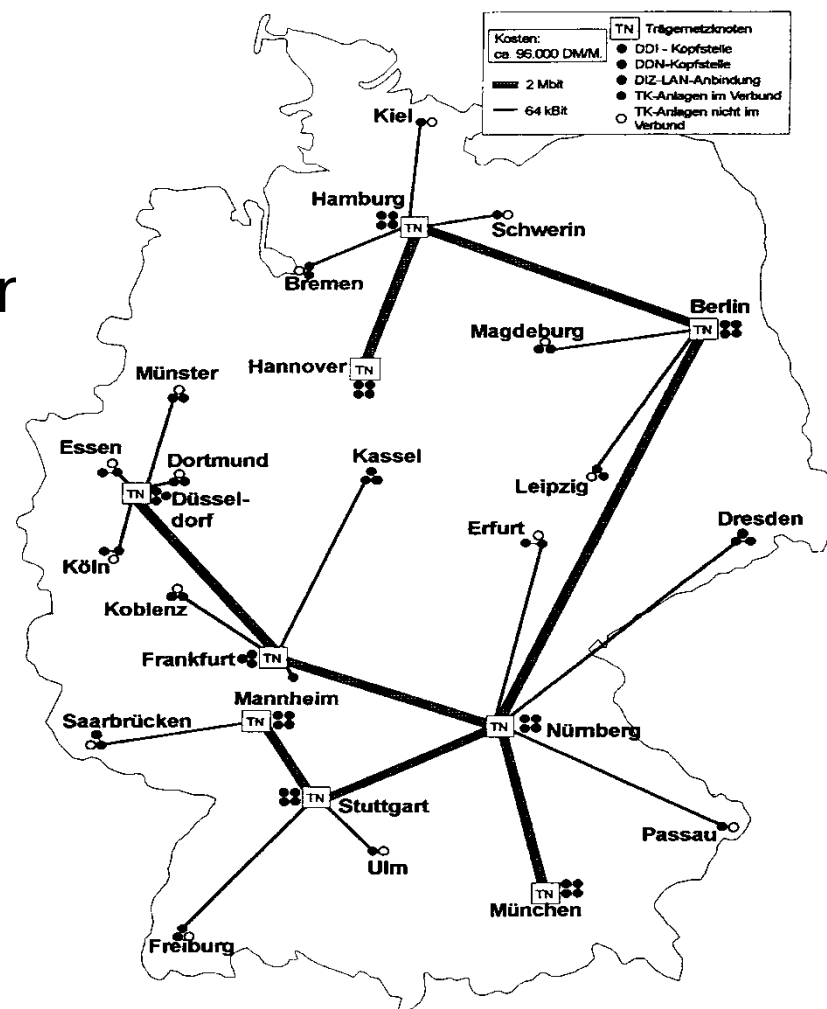 Kosten:
ca. 96.000 DM/M.
2 Mbit
64 kBit
TN Trägernetzknoten
DDI - Kopfstelle
DDN-Kopfstelle
DIZ-LAN-Anbindung
TK-Anlagen im Verbund
TK-Anlagen nicht im
Verbund
Kiel
Hamburg
TN
Schwerin
Bremen
r
Berlin
TN
Magdeburg
Hannover
TN
Münster
Essen
Dortmund
Kassel
TN
Düssel-
dorf
Leipzig
Erfurt
Dresden
Köln
Koblenz
Frankfurt
TN
Mannheim
TN
Saarbrücken
TN
Nürnberg
TN
Stuttgart
Ulm
Passau
TN
München
Freiburg